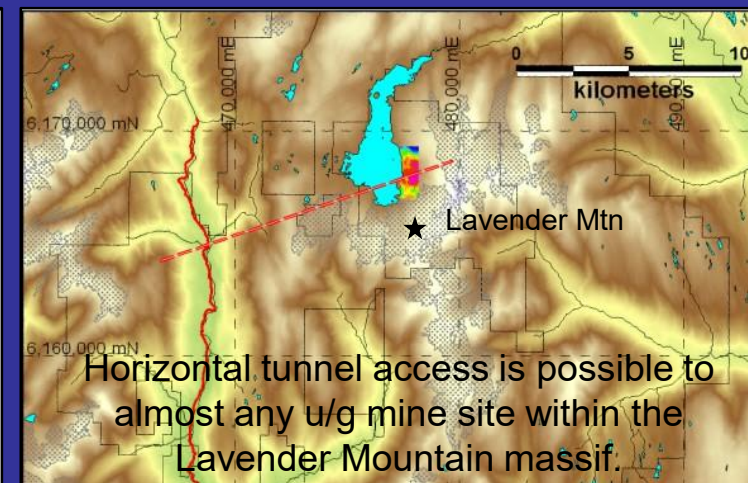 0 5 10
kilometers
470,000 mE
480,000 mE
490,000 mE
6,170,000 mN
Lavender Mtn
6,160,000 mN
Horizontal tunnel access is possible to
almost any u/g mine site within the
Lavender Mountain massif.